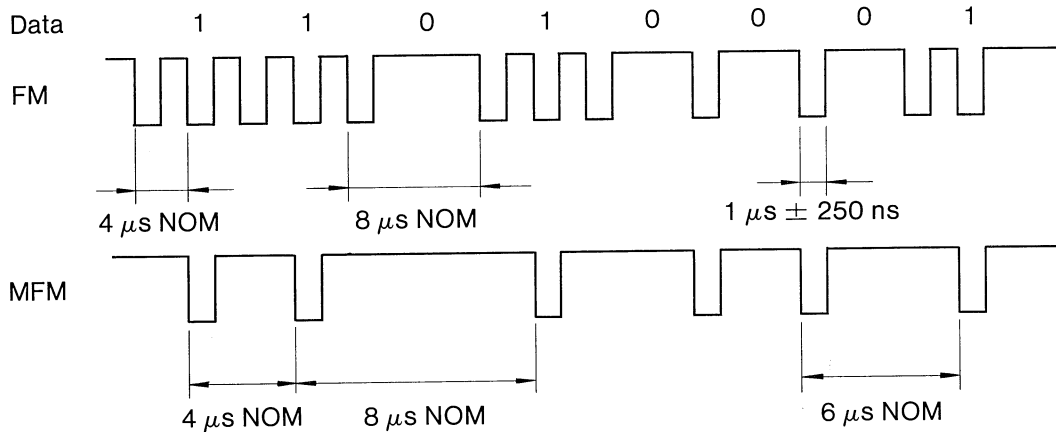 Data 1 1 0 1 0 0 0 1
FM
4 μs NOM 8 μs NOM 1 μs ± 250 ns
MFM
4 μs NOM 8 μs NOM 6 μs NOM